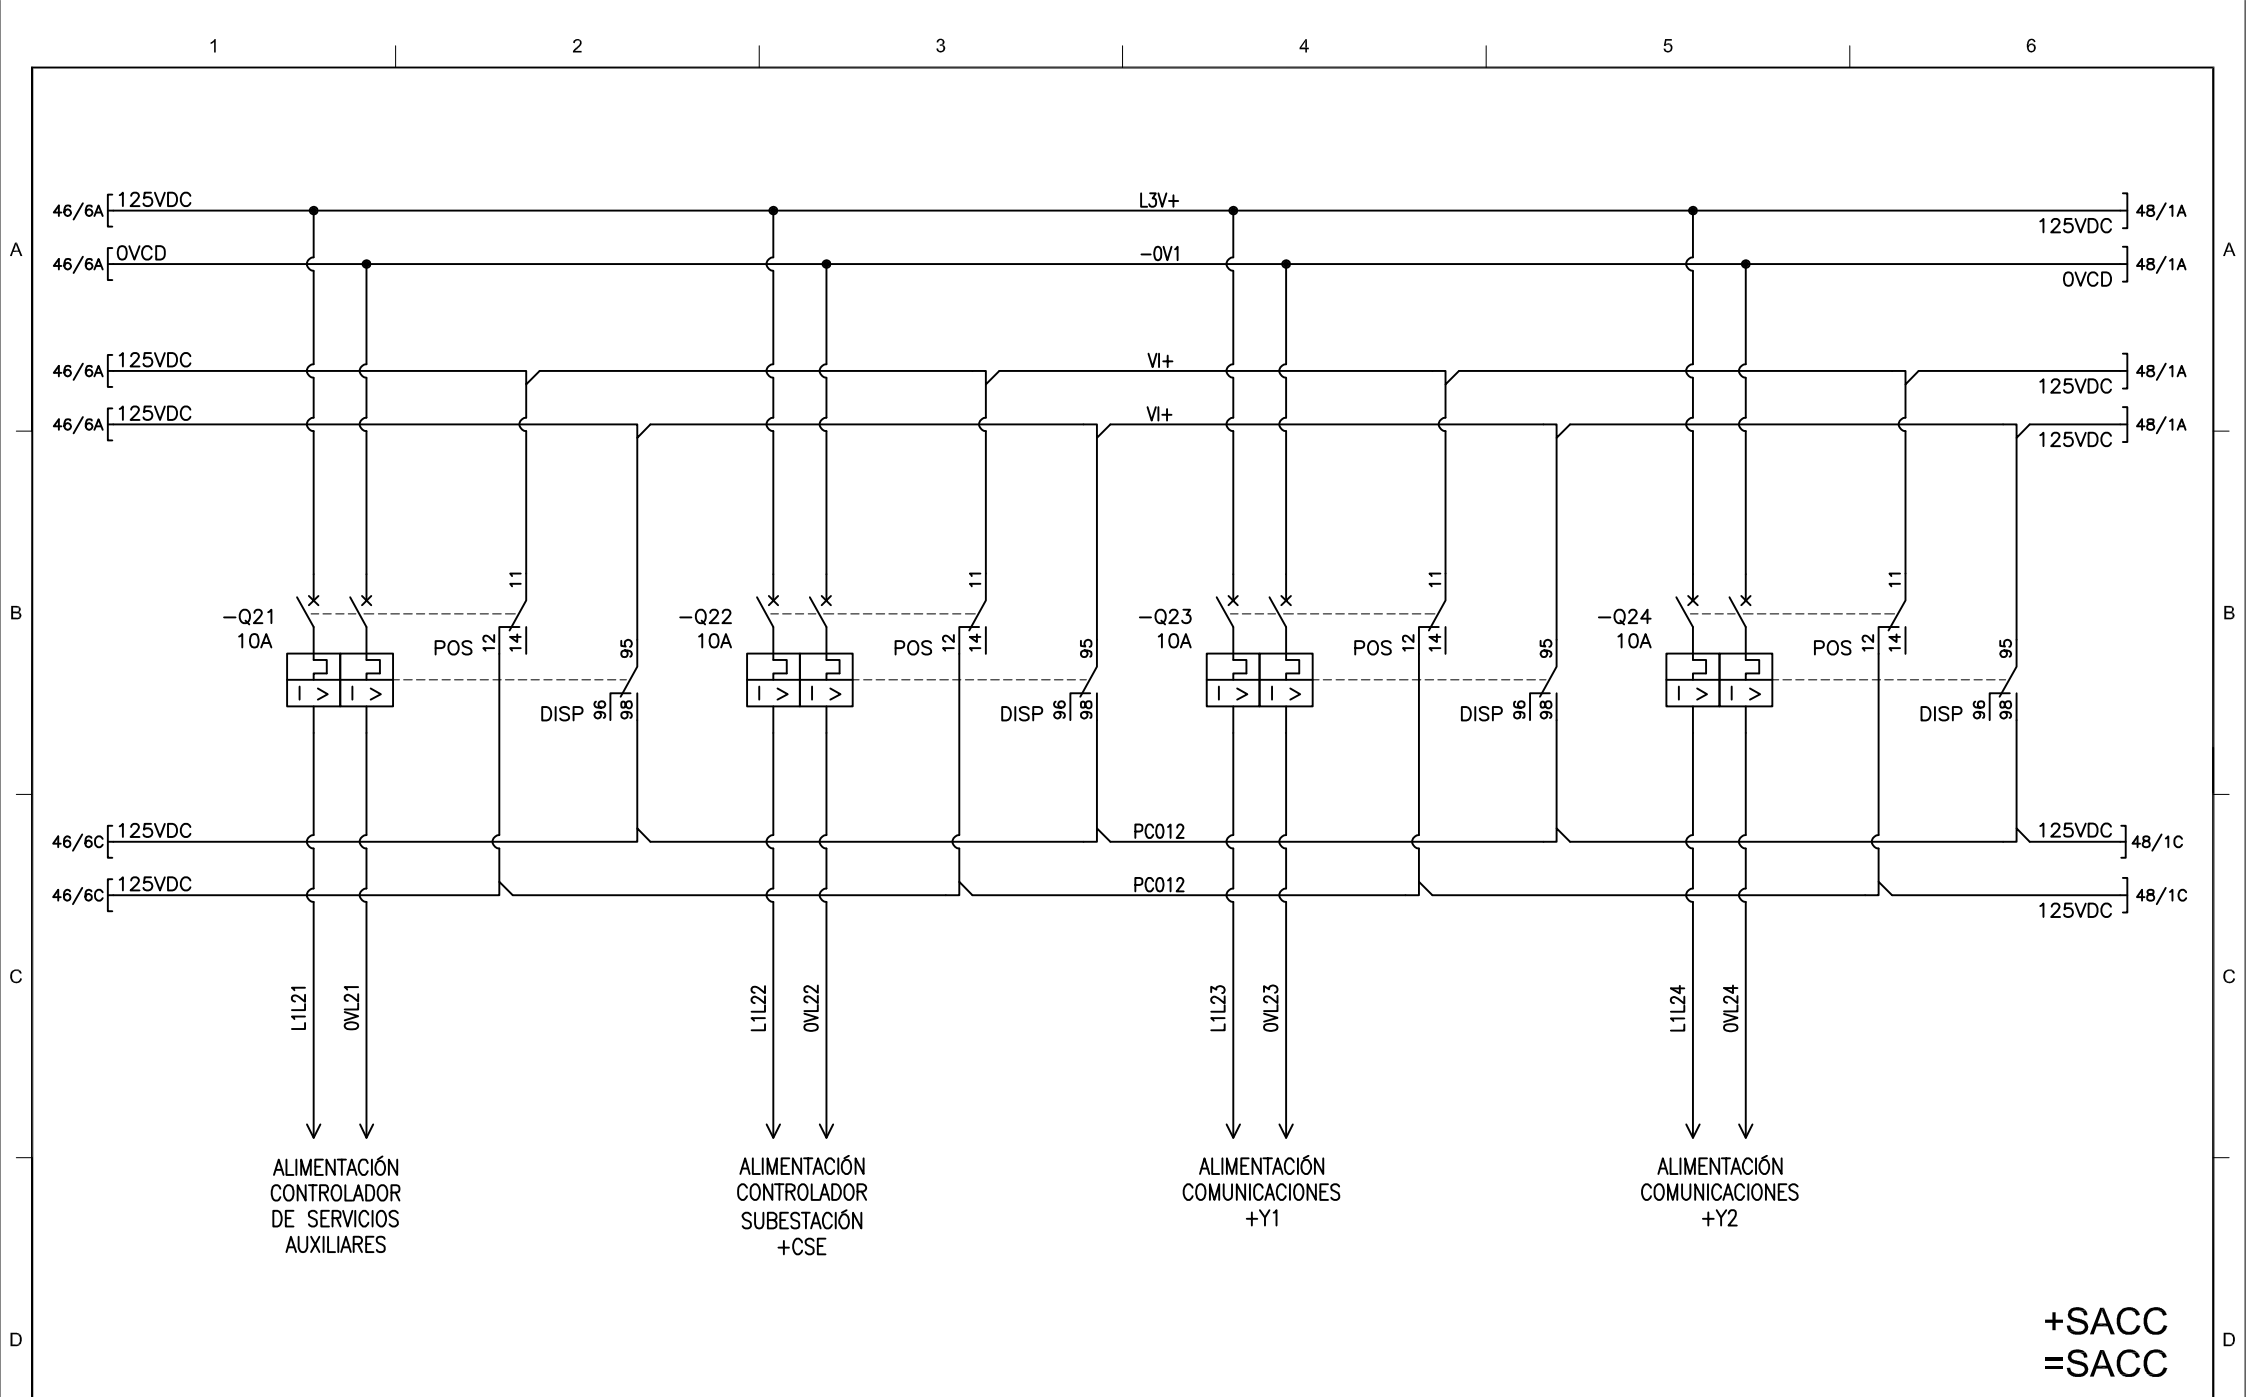 1 2 3 4 5 6
46/6A 125VDC L3V+ 125VDC 48/1A
A 46/6A 0VCD -0V1 0VCD 48/1A A
46/6A 125VDC VI+ 125VDC 48/1A
46/6A 125VDC VI+ 125VDC 48/1A
11 11 11 11
B -Q21 -Q22 -Q23 -Q24 B
10A 10A 10A 10A
POS 12 14 95 POS 12 14 95 POS 12 14 95 POS 12 14 95
I > I > I > I > I > I > I > I >
DISP 96 98 DISP 96 98 DISP 96 98 DISP 96 98
46/6C 125VDC PC012 125VDC 48/1C
46/6C 125VDC PC012 125VDC 48/1C
C C
L1L21 0VL21 L1L22 0VL22 L1L23 0VL23 L1L24 0VL24
ALIMENTACIÓN
CONTROLADOR
DE SERVICIOS
AUXILIARES
ALIMENTACIÓN
CONTROLADOR
SUBESTACIÓN
+CSE
ALIMENTACIÓN
COMUNICACIONES
+Y1
ALIMENTACIÓN
COMUNICACIONES
+Y2
D D
+SACC
=SACC